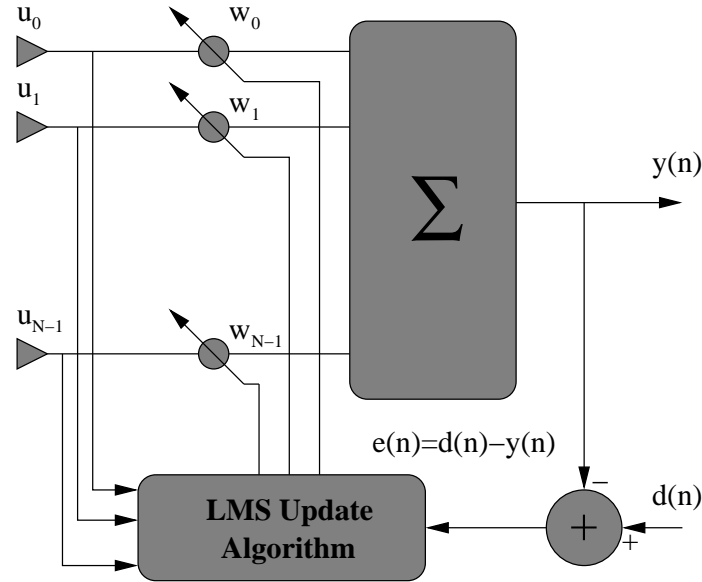 u0 w0
u1 w1
y(n)
Σ
uN−1 wN−1
e(n)=d(n)−y(n)
− d(n)
LMS Update
Algorithm
+ +